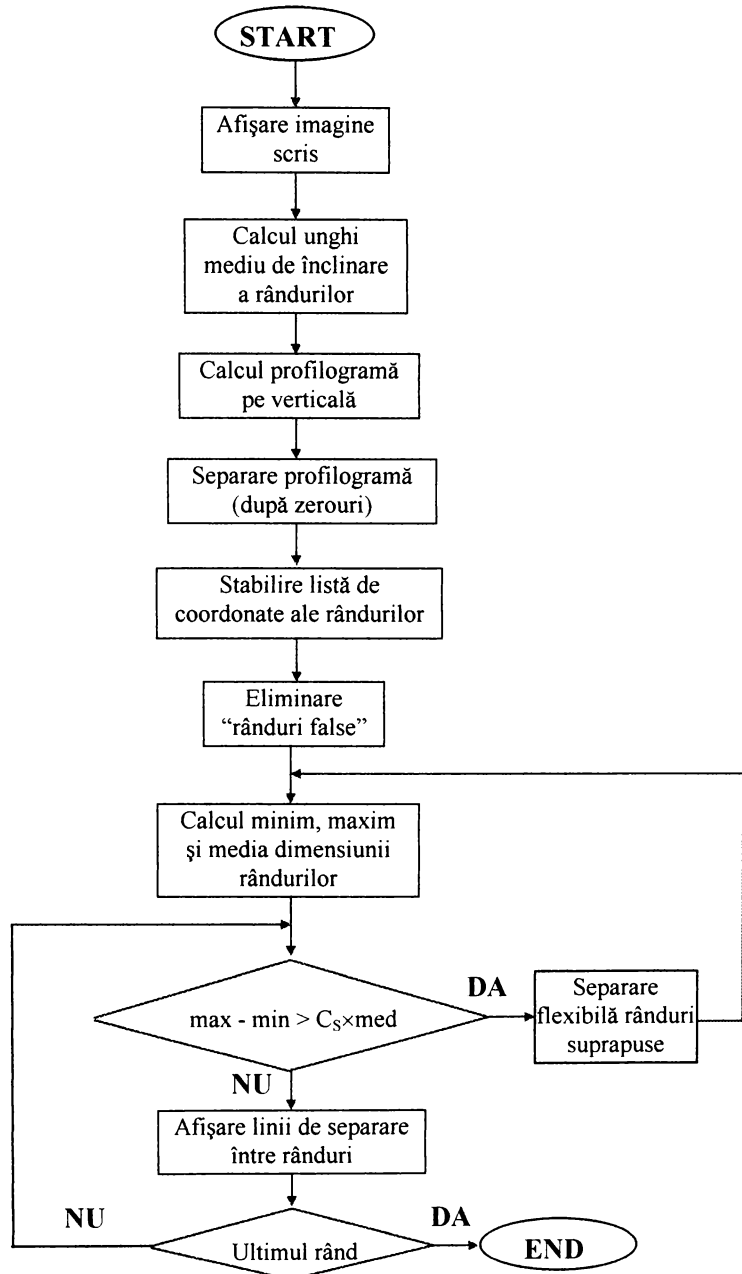 START
Afişare imagine
scris
Calcul unghi
mediu de înclinare
a rândurilor
Calcul profilogramă
pe verticală
Separare profilogramă
(după zerouri)
Stabilire listă de
coordonate ale rândurilor
Eliminare
“rânduri false”
Calcul minim, maxim
şi media dimensiunii
rândurilor
max - min > CS×med
DA
Separare
flexibilă rânduri
suprapuse
NU
Afişare linii de separare
între rânduri
NU
Ultimul rând
DA
END